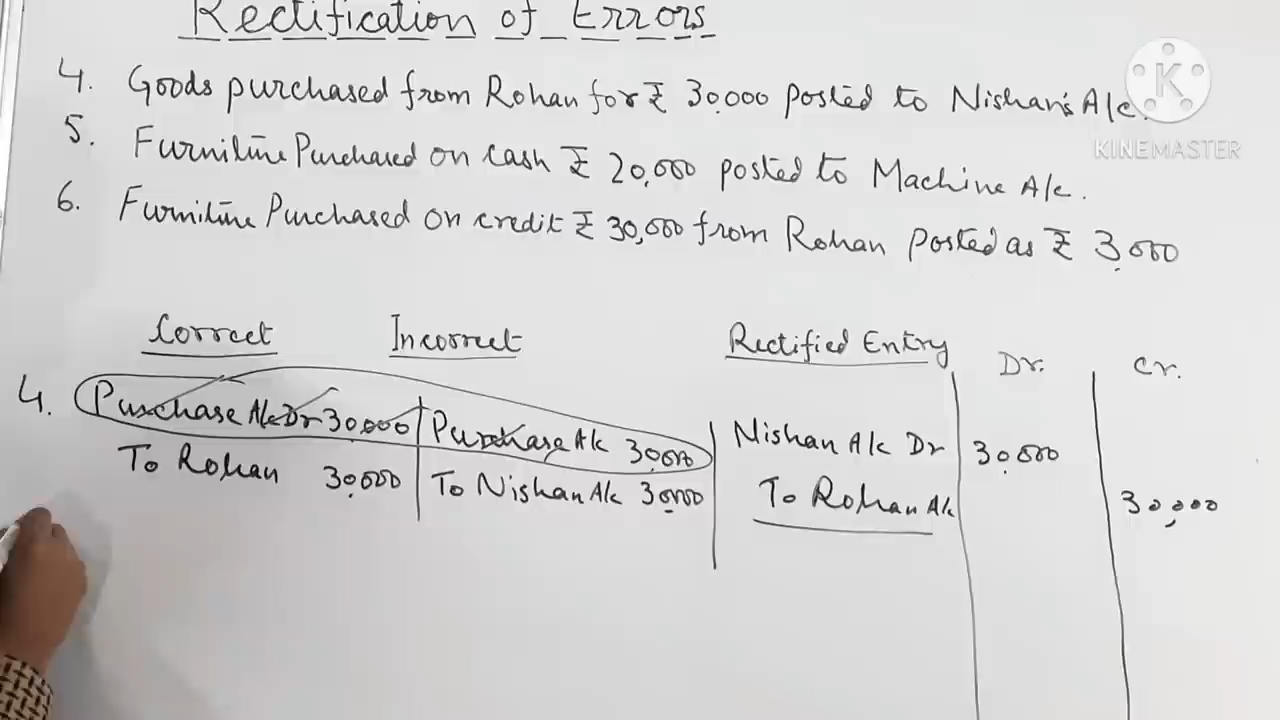 Rectification of Errors
4. Goods purchased from Rohan for ₹ 30,000 posted to Nishan's A/c.
K
KINEMASTER
5. Furniture Purchased on cash ₹ 20,000 posted to Machine A/c.
6. Furniture Purchased on credit ₹ 30,000 from Rohan posted as ₹ 3,000
Correct Incorrect Rectified Entry Dr. Cr.
4. Purchase A/c Dr 30,000 Purchase A/c 30,000 Nishan A/c Dr 30,000
To Rohan 30,000 To Nishan A/c 30,000 To Rohan A/c 30,000